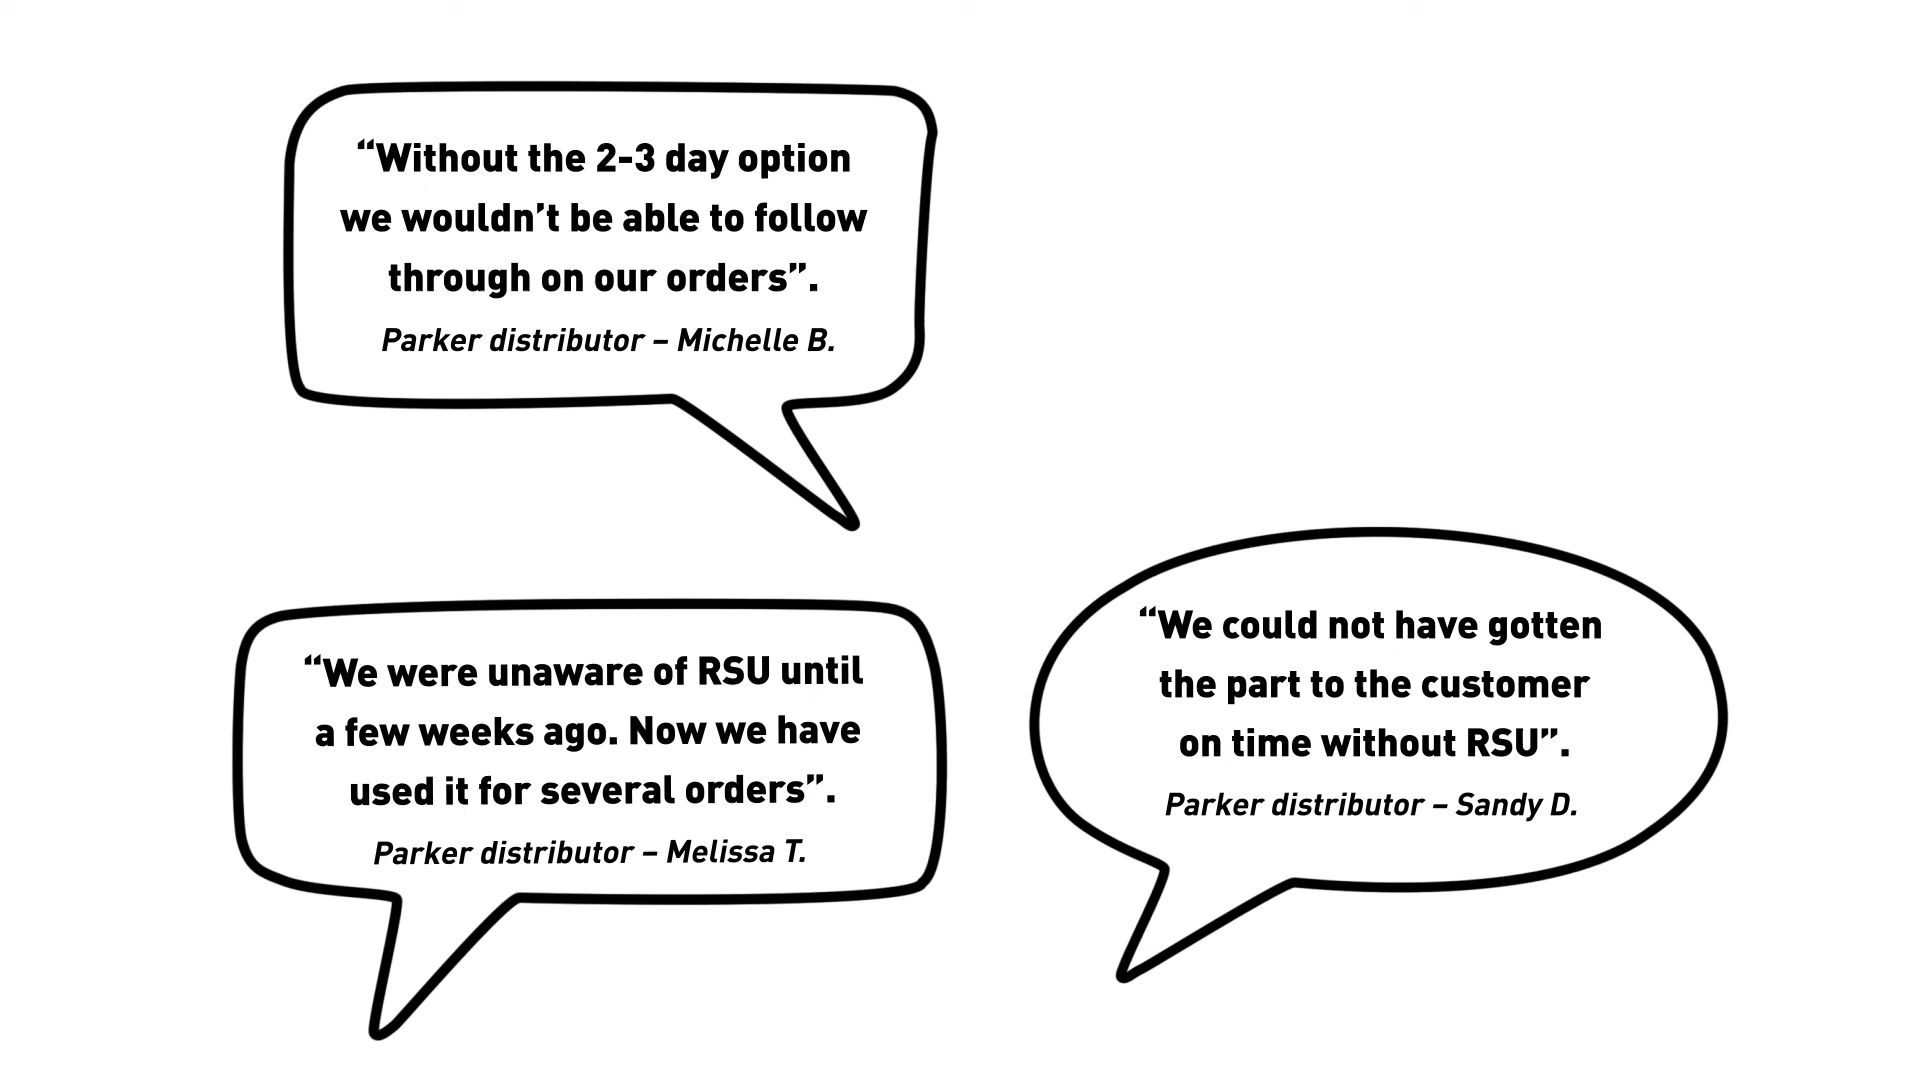 “Without the 2-3 day option
we wouldn’t be able to follow
through on our orders”.
Parker distributor – Michelle B.
“We were unaware of RSU until
a few weeks ago. Now we have
used it for several orders”.
Parker distributor – Melissa T.
“We could not have gotten
the part to the customer
on time without RSU”.
Parker distributor – Sandy D.